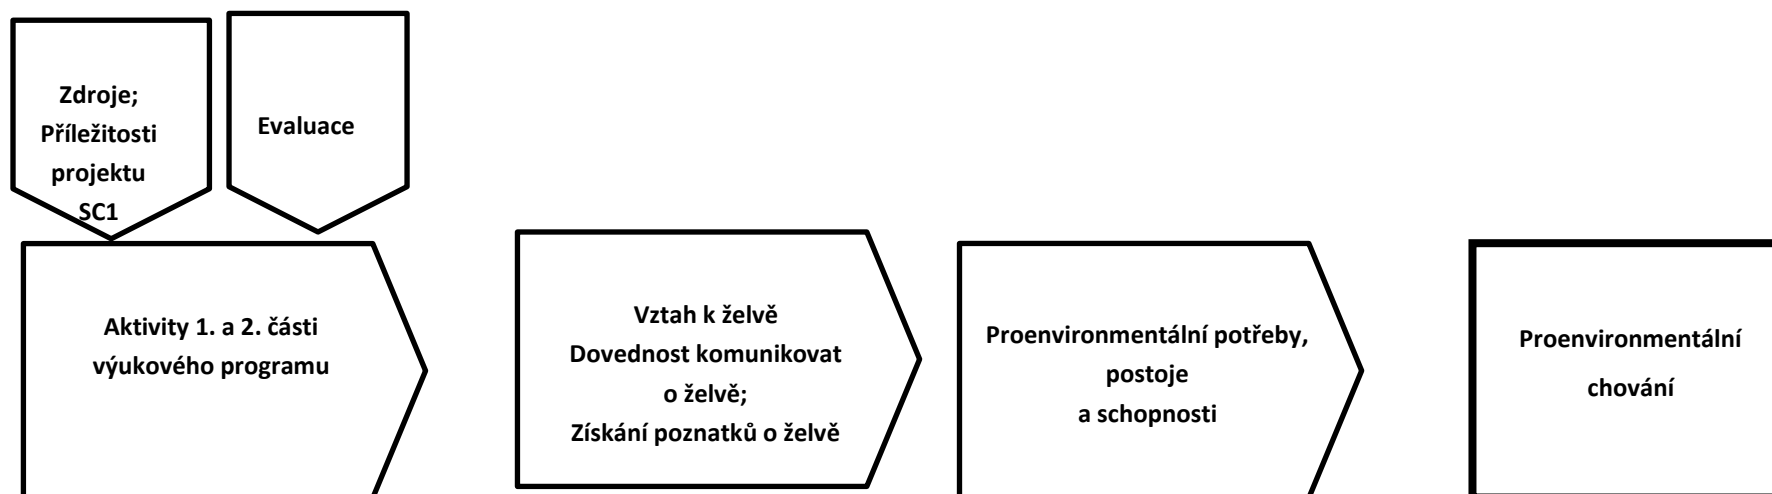 Zdroje;
Příležitosti
projektu
SC1
Evaluace
Aktivity 1. a 2. části
výukového programu
Vztah k želvě
Dovednost komunikovat
o želvě;
Získání poznatků o želvě
Proenvironmentální potřeby,
postoje
a schopnosti
Proenvironmentální
chování